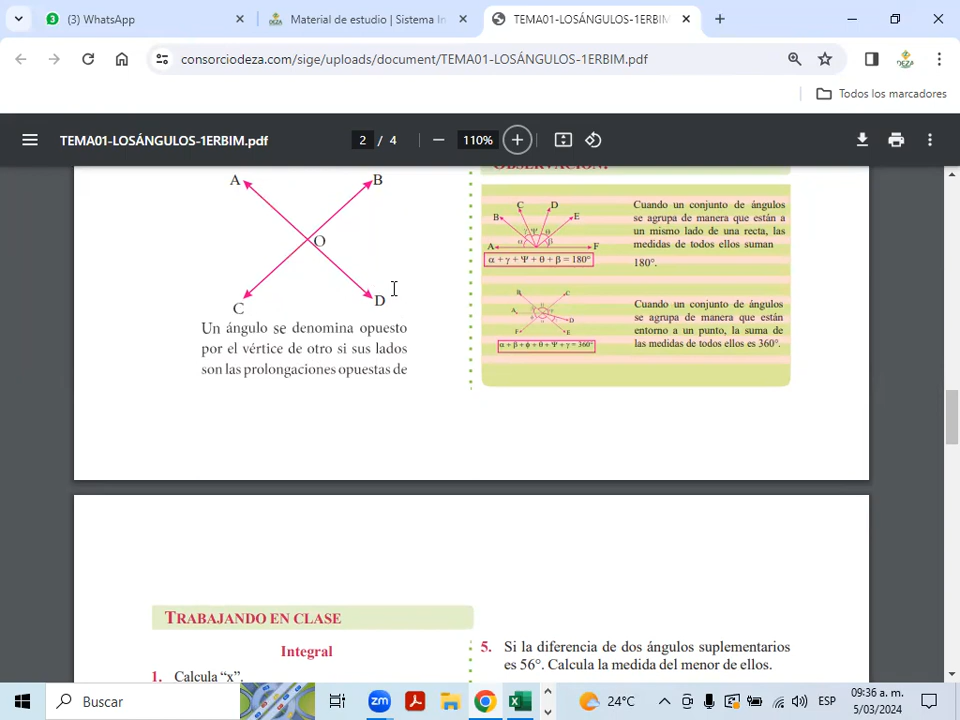 (3) WhatsApp
Material de estudio | Sistema In
TEMA01-LOSÁNGULOS-1ERBIM
consorciodeza.com/sige/uploads/document/TEMA01-LOSÁNGULOS-1ERBIM.pdf
DEZA
Todos los marcadores
TEMA01-LOSÁNGULOS-1ERBIM.pdf
2 / 4
110%
OBSERVACIÓN:
A
B
O
C
D
Un ángulo se denomina opuesto
por el vértice de otro si sus lados
son las prolongaciones opuestas de
B C D E
γ Ψ θ
α β
A F
α + γ + Ψ + θ + β = 180°
Cuando un conjunto de ángulos
se agrupa de manera que están a
un mismo lado de una recta, las
medidas de todos ellos suman
180°.
B C
A
D
F E
α + β + ϕ + θ + Ψ + γ = 360°
Cuando un conjunto de ángulos
se agrupa de manera que están
entorno a un punto, la suma de
las medidas de todos ellos es 360°.
TRABAJANDO EN CLASE
Integral
1. Calcula “x”.
5. Si la diferencia de dos ángulos suplementarios
es 56°. Calcula la medida del menor de ellos.
Buscar
zm
24°C
ESP
09:36 a. m.
5/03/2024